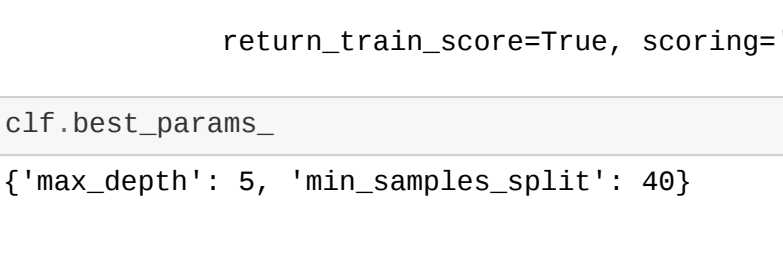 return_train_score=True, scoring='
clf.best_params_
{'max_depth': 5, 'min_samples_split': 40}